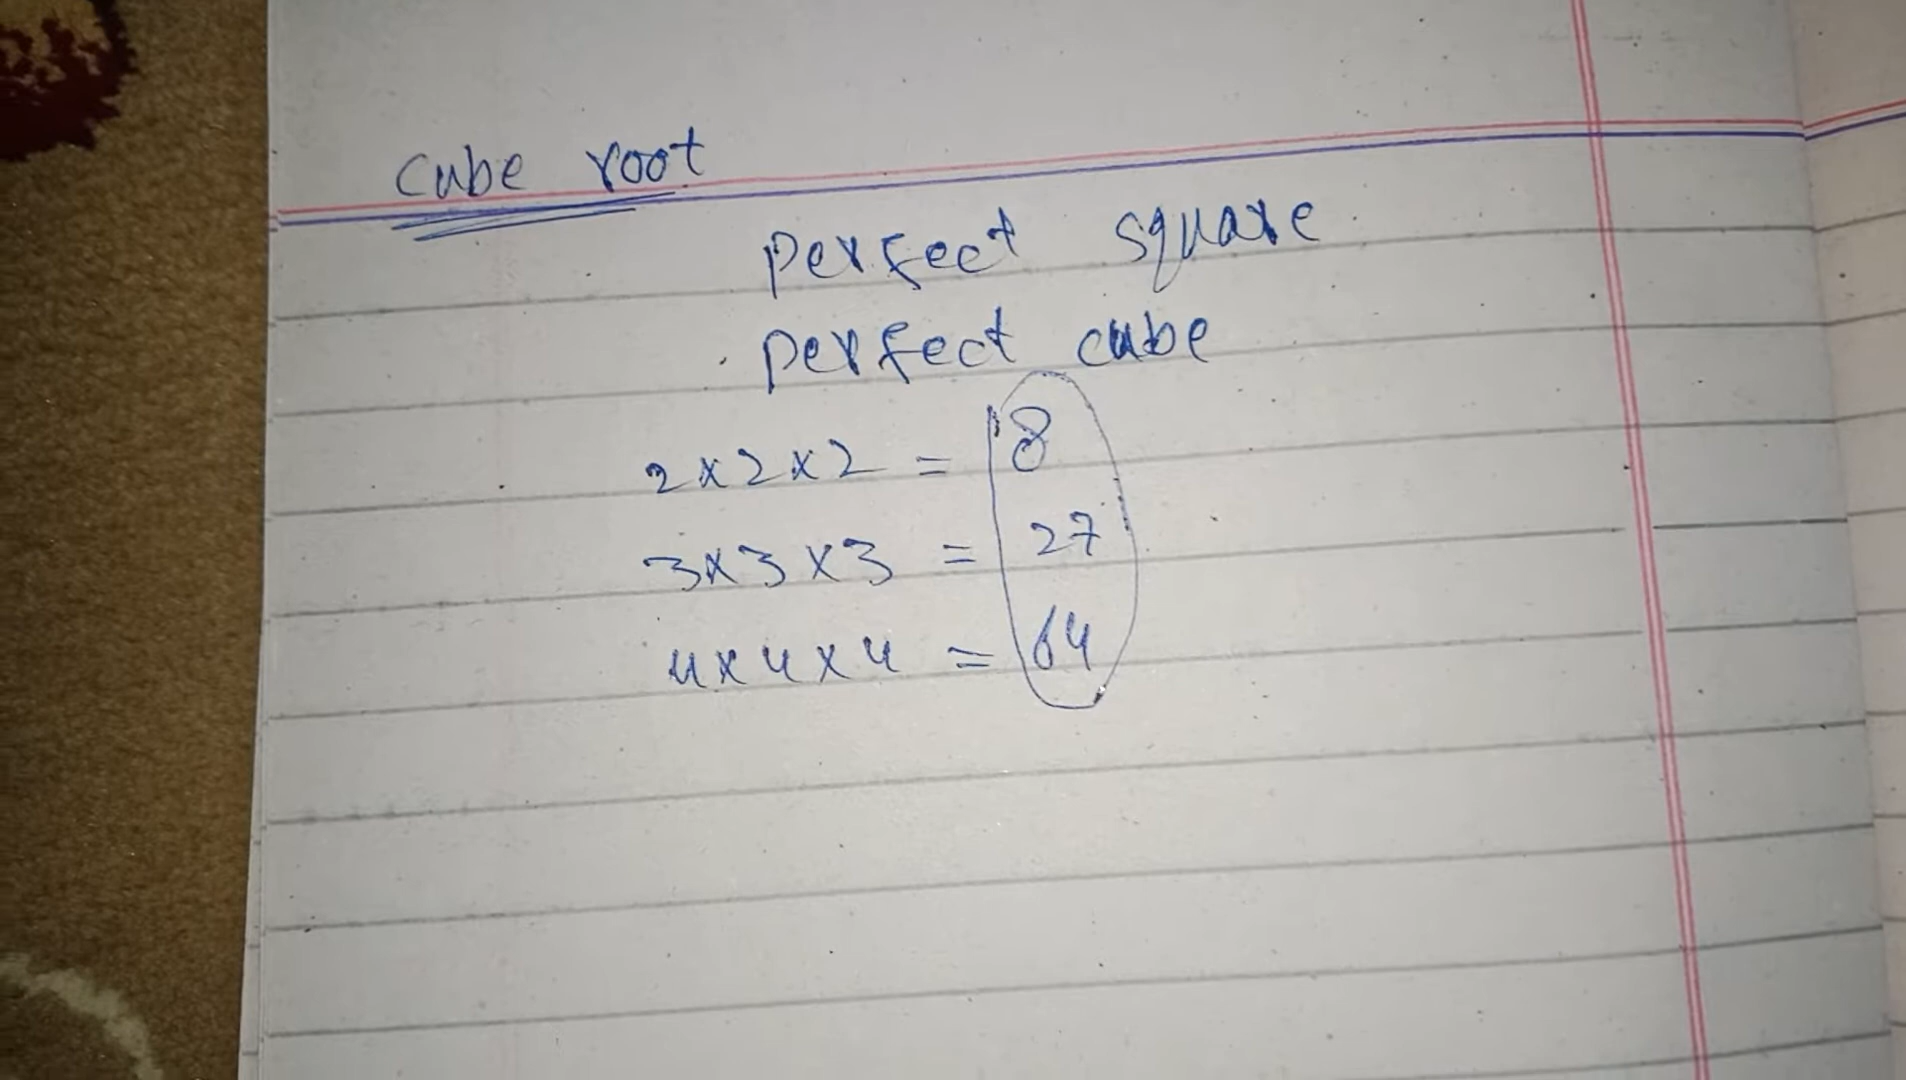 cube root
perfect square
perfect cube
2x2x2 = 8
3x3x3 = 27
4x4x4 = 64